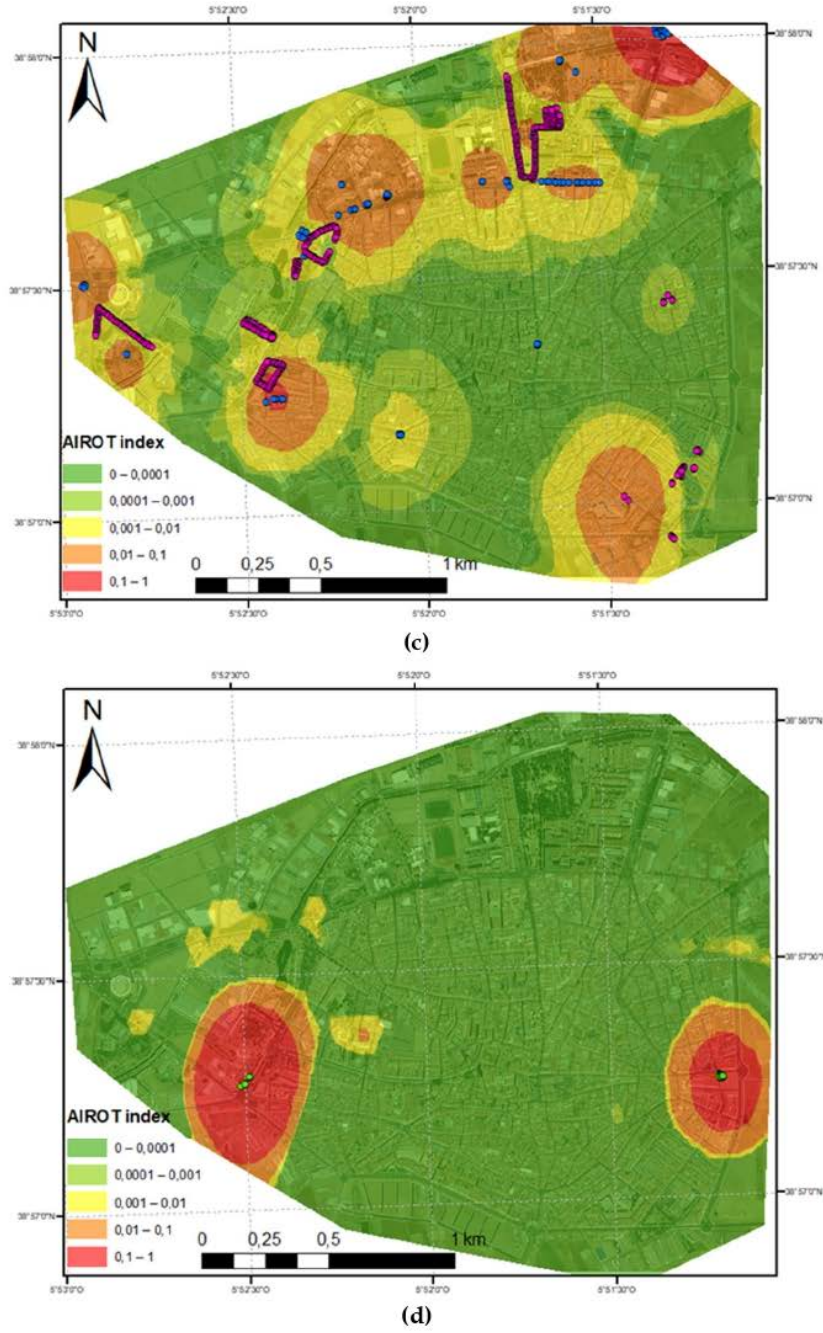 5°52'30"O 5°52'0"O 5°51'30"O
N
38°58'0"N 38°58'0"N
38°57'30"N 38°57'30"N
AIROT index
0 – 0,0001
0,0001 – 0,001
0,001 – 0,01
0,01 – 0,1
0,1 – 1
38°57'0"N 38°57'0"N
0 0,25 0,5 1 km
5°53'0"O 5°52'30"O 5°52'0"O 5°51'30"O
(c)
5°52'30"O 5°52'0"O 5°51'30"O
N
38°58'0"N 38°58'0"N
38°57'30"N 38°57'30"N
AIROT index
0 – 0,0001
0,0001 – 0,001
0,001 – 0,01
0,01 – 0,1
0,1 – 1
38°57'0"N 38°57'0"N
0 0,25 0,5 1 km
5°53'0"O 5°52'30"O 5°52'0"O 5°51'30"O
(d)